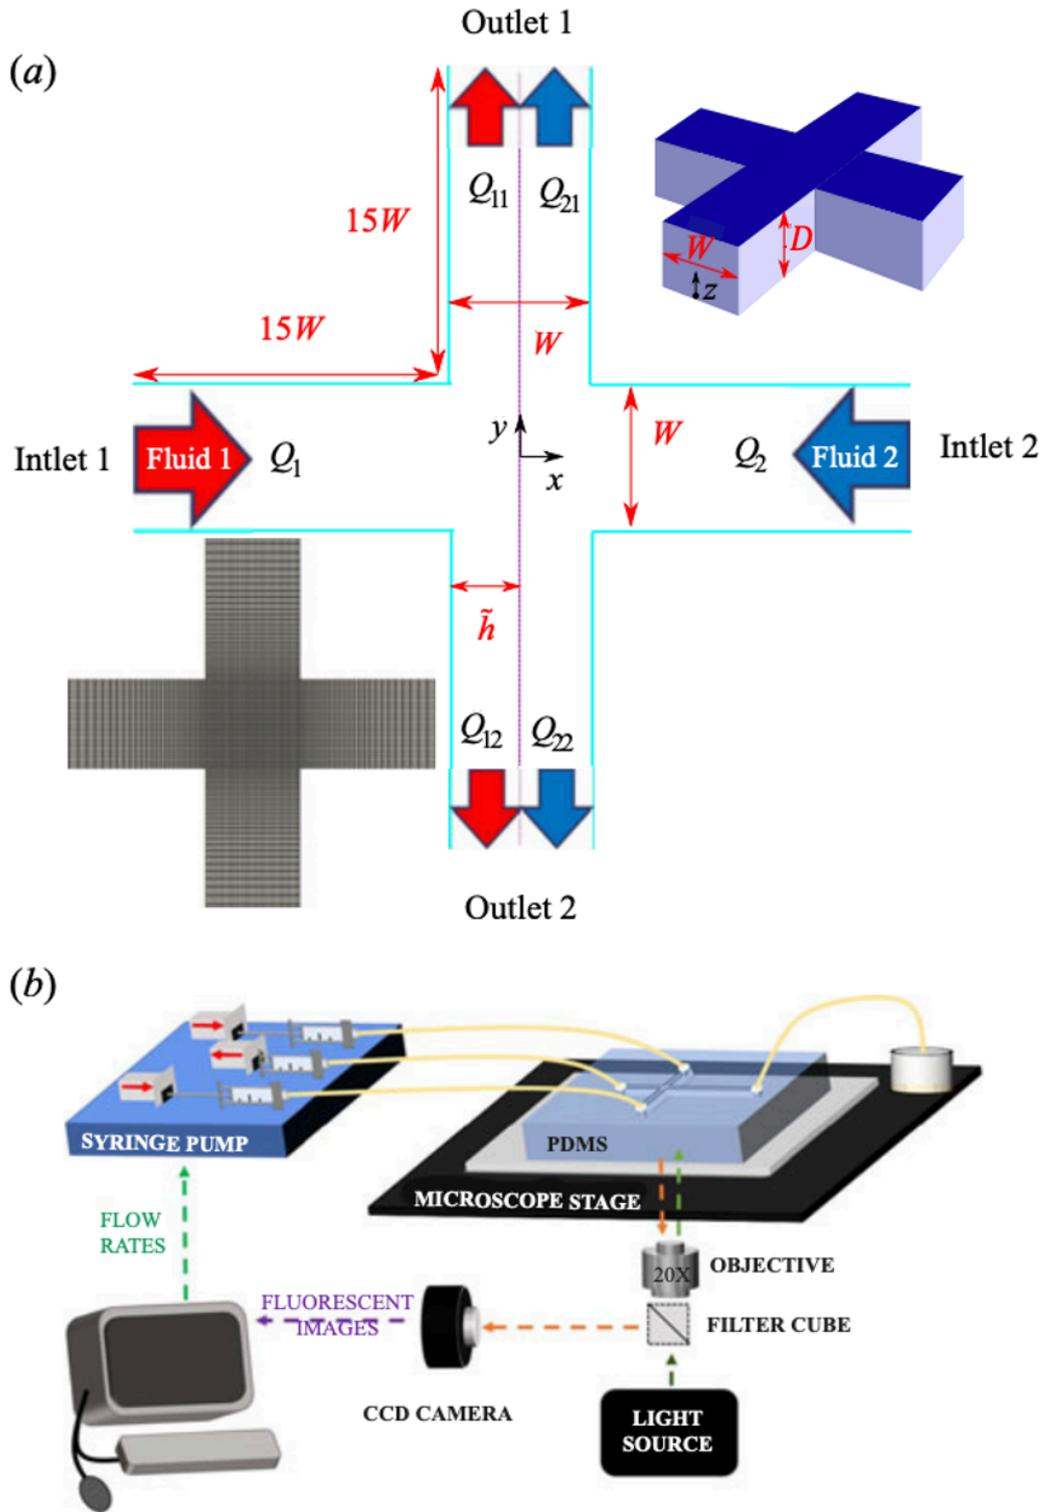 Outlet 1
(a)
Q11 Q21
15W
W
D
z
15W
W
y
x
W
Intlet 1
Fluid 1
Q1
Q2
Fluid 2
Intlet 2
h̃
Q12 Q22
Outlet 2
(b)
SYRINGE PUMP
PDMS
MICROSCOPE STAGE
FLOW
RATES
20X
OBJECTIVE
FLUORESCENT
IMAGES
FILTER CUBE
CCD CAMERA
LIGHT
SOURCE